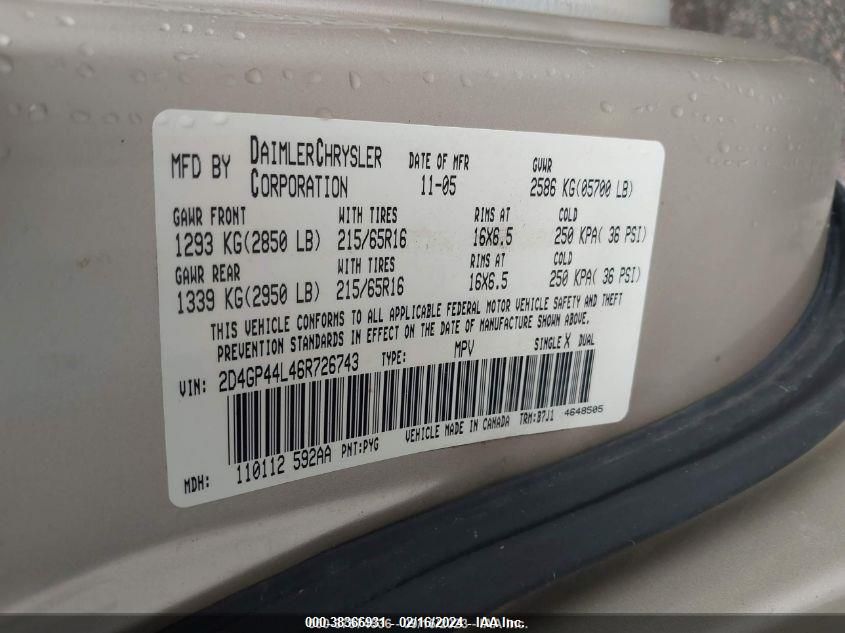 MFD BY DAIMLERCHRYSLER CORPORATION DATE OF MFR 11-05 GVWR 2586 KG(05700 LB)
GAWR FRONT WITH TIRES RIMS AT COLD
1293 KG(2850 LB) 215/65R16 16X6.5 250 KPA( 36 PSI)
GAWR REAR WITH TIRES RIMS AT COLD
1339 KG(2950 LB) 215/65R16 16X6.5 250 KPA( 36 PSI)
THIS VEHICLE CONFORMS TO ALL APPLICABLE FEDERAL MOTOR VEHICLE SAFETY AND THEFT
PREVENTION STANDARDS IN EFFECT ON THE DATE OF MANUFACTURE SHOWN ABOVE.
VIN: 2D4GP44L46R726743 TYPE: MPV SINGLE X DUAL
MDH: 110112 592AA PNT:PYG VEHICLE MADE IN CANADA TRM:B7J1 4648505
000-38366931 - 02/16/2024 - IAA Inc.